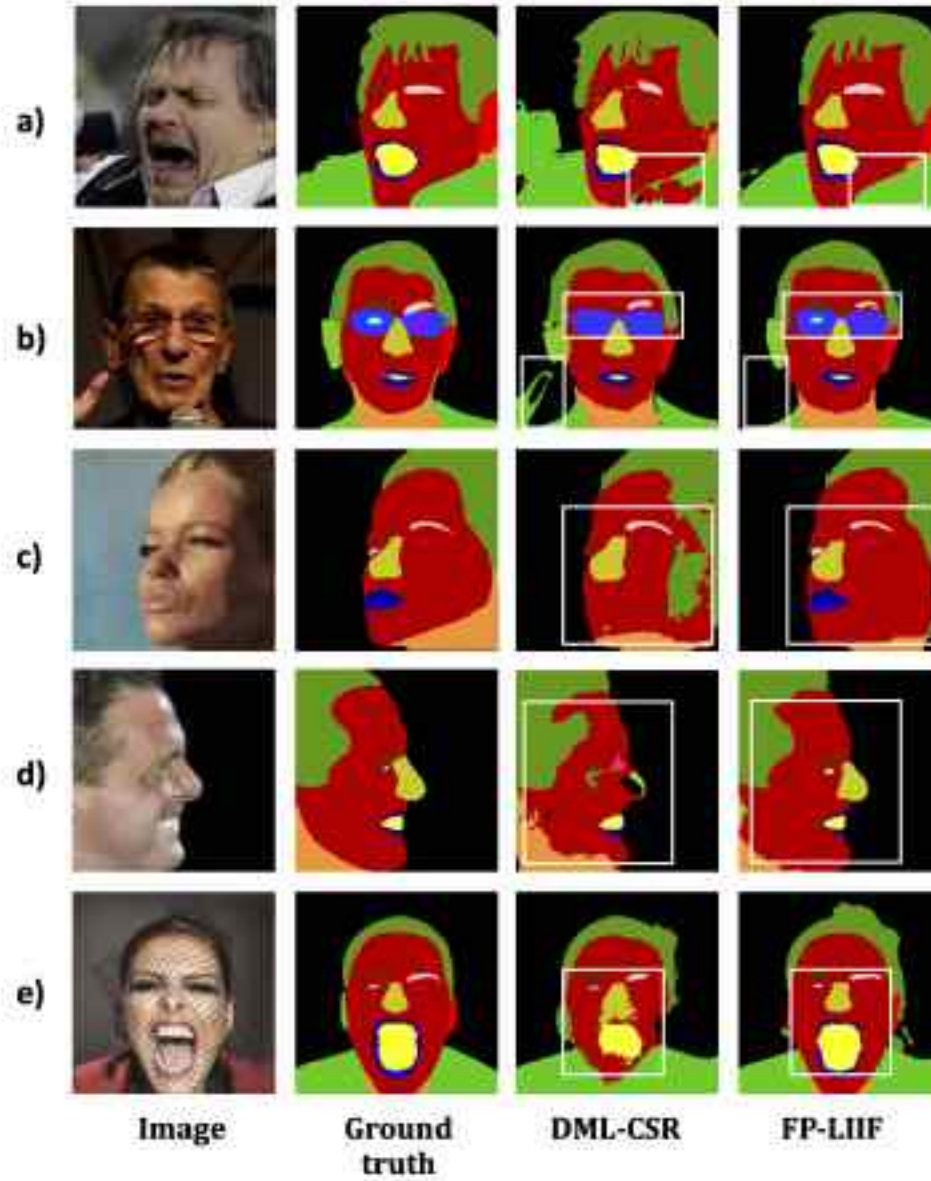 a)
b)
c)
d)
e)
Image
Ground truth
DML-CSR
FP-LIIF